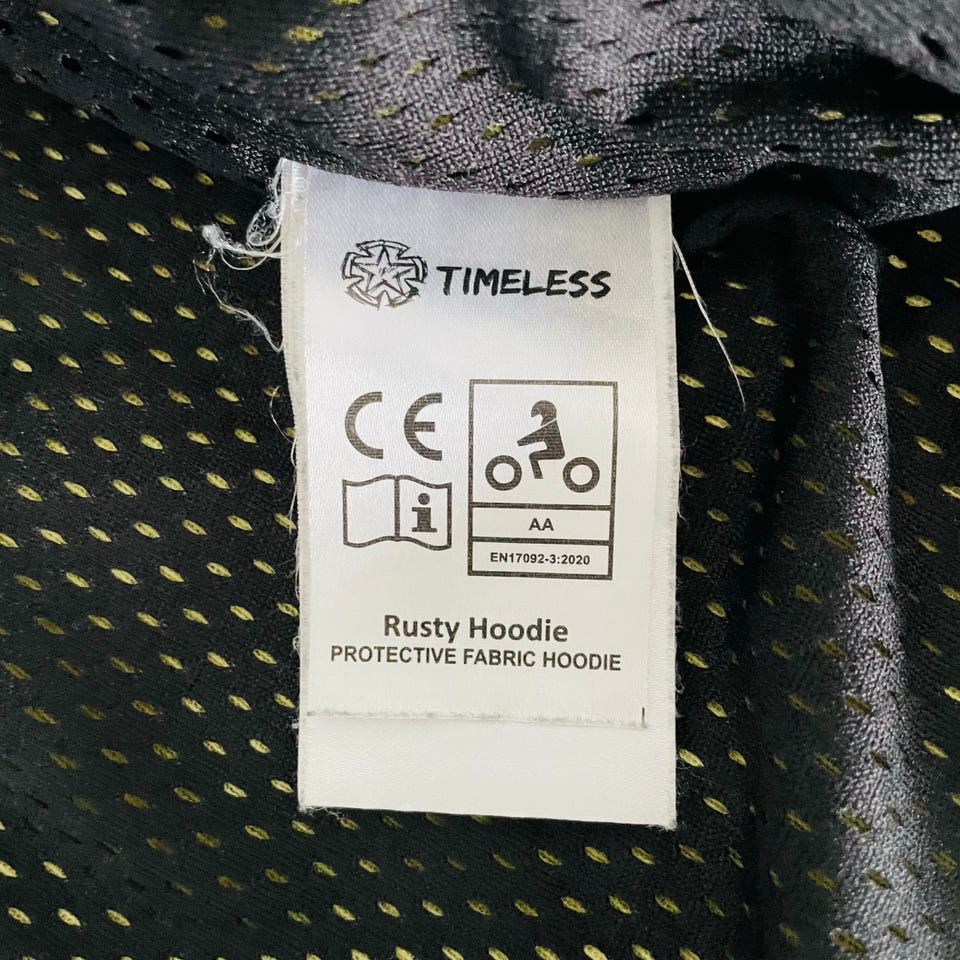 TIMELESS
CE
i
AA
EN17092-3:2020
Rusty Hoodie
PROTECTIVE FABRIC HOODIE